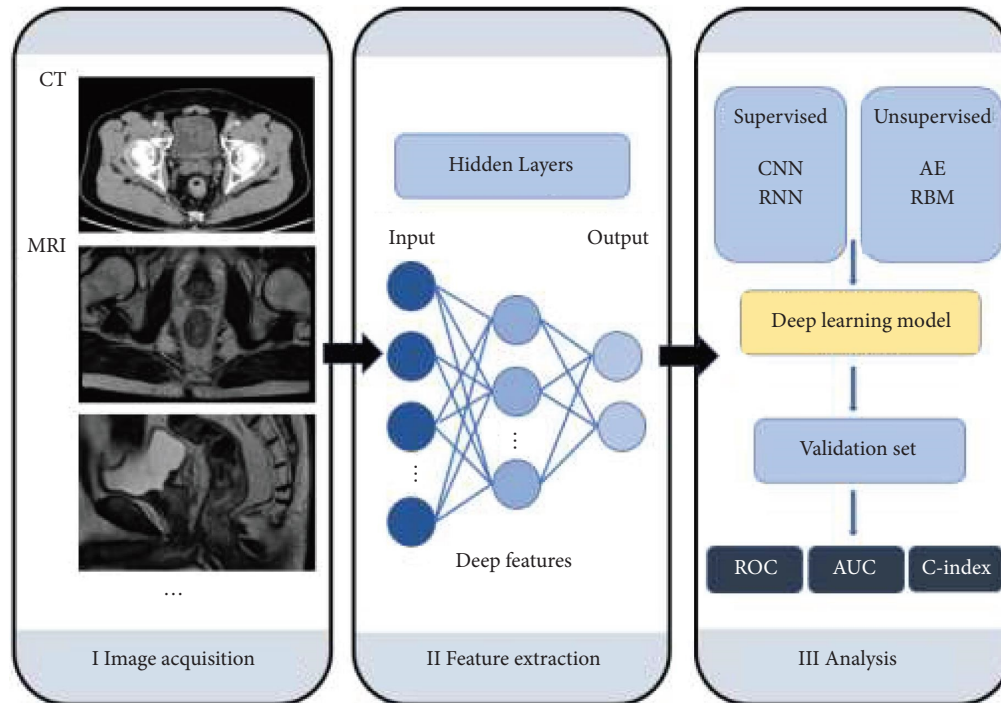 CT
MRI
…
I Image acquisition
Hidden Layers
Input
Output
...
...
Deep features
II Feature extraction
Supervised
CNN
RNN
Unsupervised
AE
RBM
Deep learning model
Validation set
ROC
AUC
C-index
III Analysis